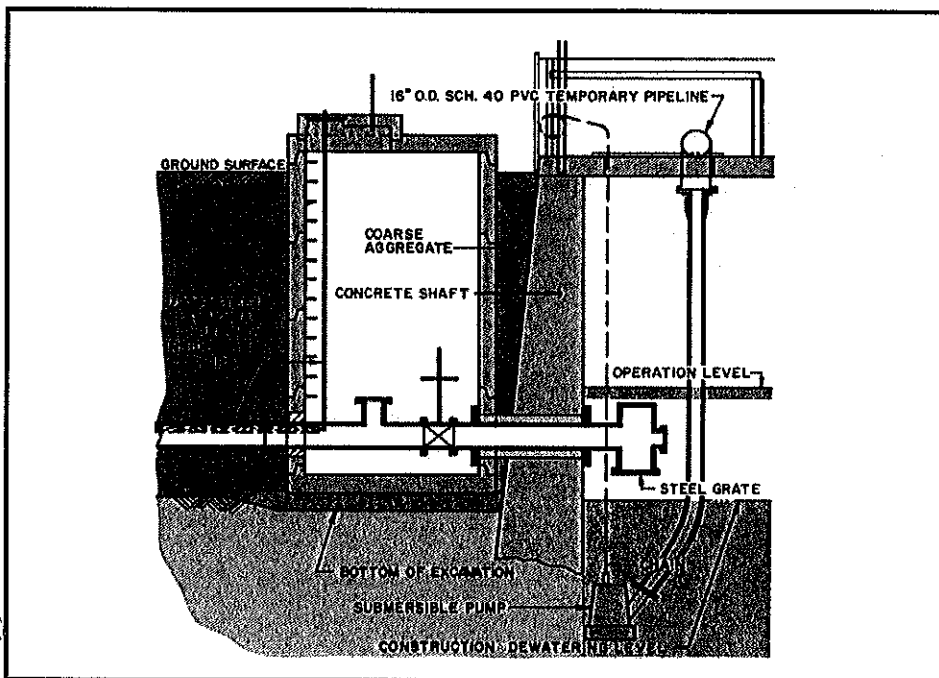 16" O.D. SCH. 40 PVC TEMPORARY PIPELINE
GROUND SURFACE
COARSE
AGGREGATE
CONCRETE SHAFT
OPERATION LEVEL
STEEL GRATE
CHAIN
BOTTOM OF EXCAVATION
SUBMERSIBLE PUMP
CONSTRUCTION DEWATERING LEVEL